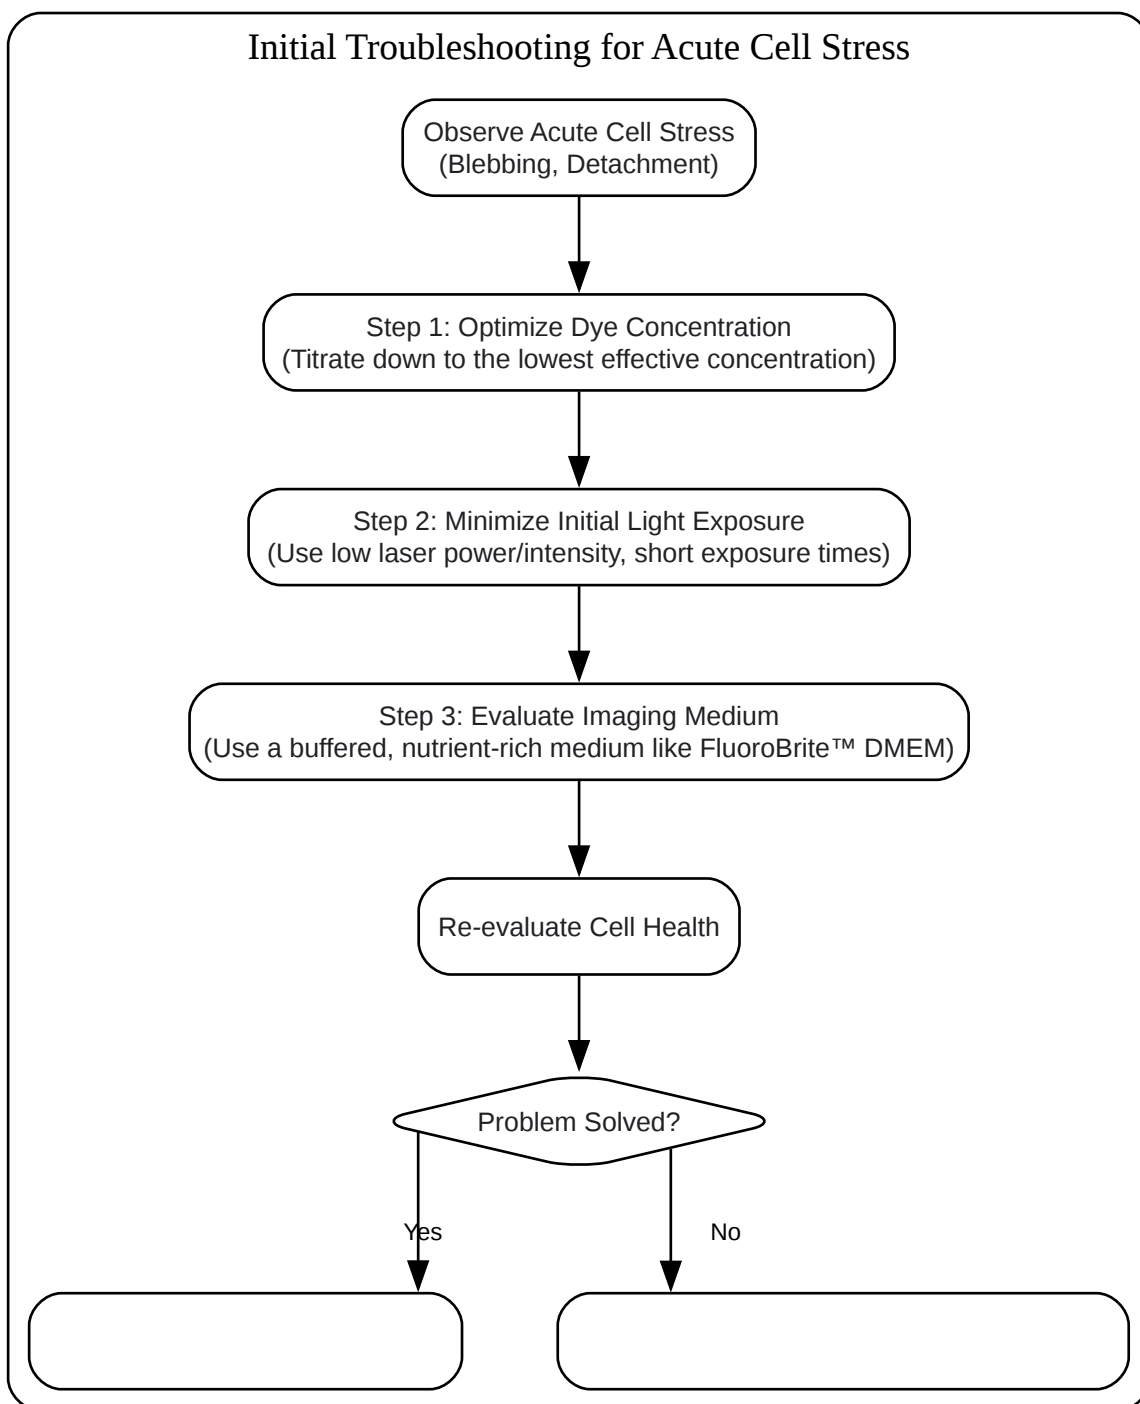 Initial Troubleshooting for Acute Cell Stress
Observe Acute Cell Stress
(Blebbing, Detachment)
Step 1: Optimize Dye Concentration
(Titrate down to the lowest effective concentration)
Step 2: Minimize Initial Light Exposure
(Use low laser power/intensity, short exposure times)
Step 3: Evaluate Imaging Medium
(Use a buffered, nutrient-rich medium like FluoroBrite™ DMEM)
Re-evaluate Cell Health
Problem Solved?
Yes
No